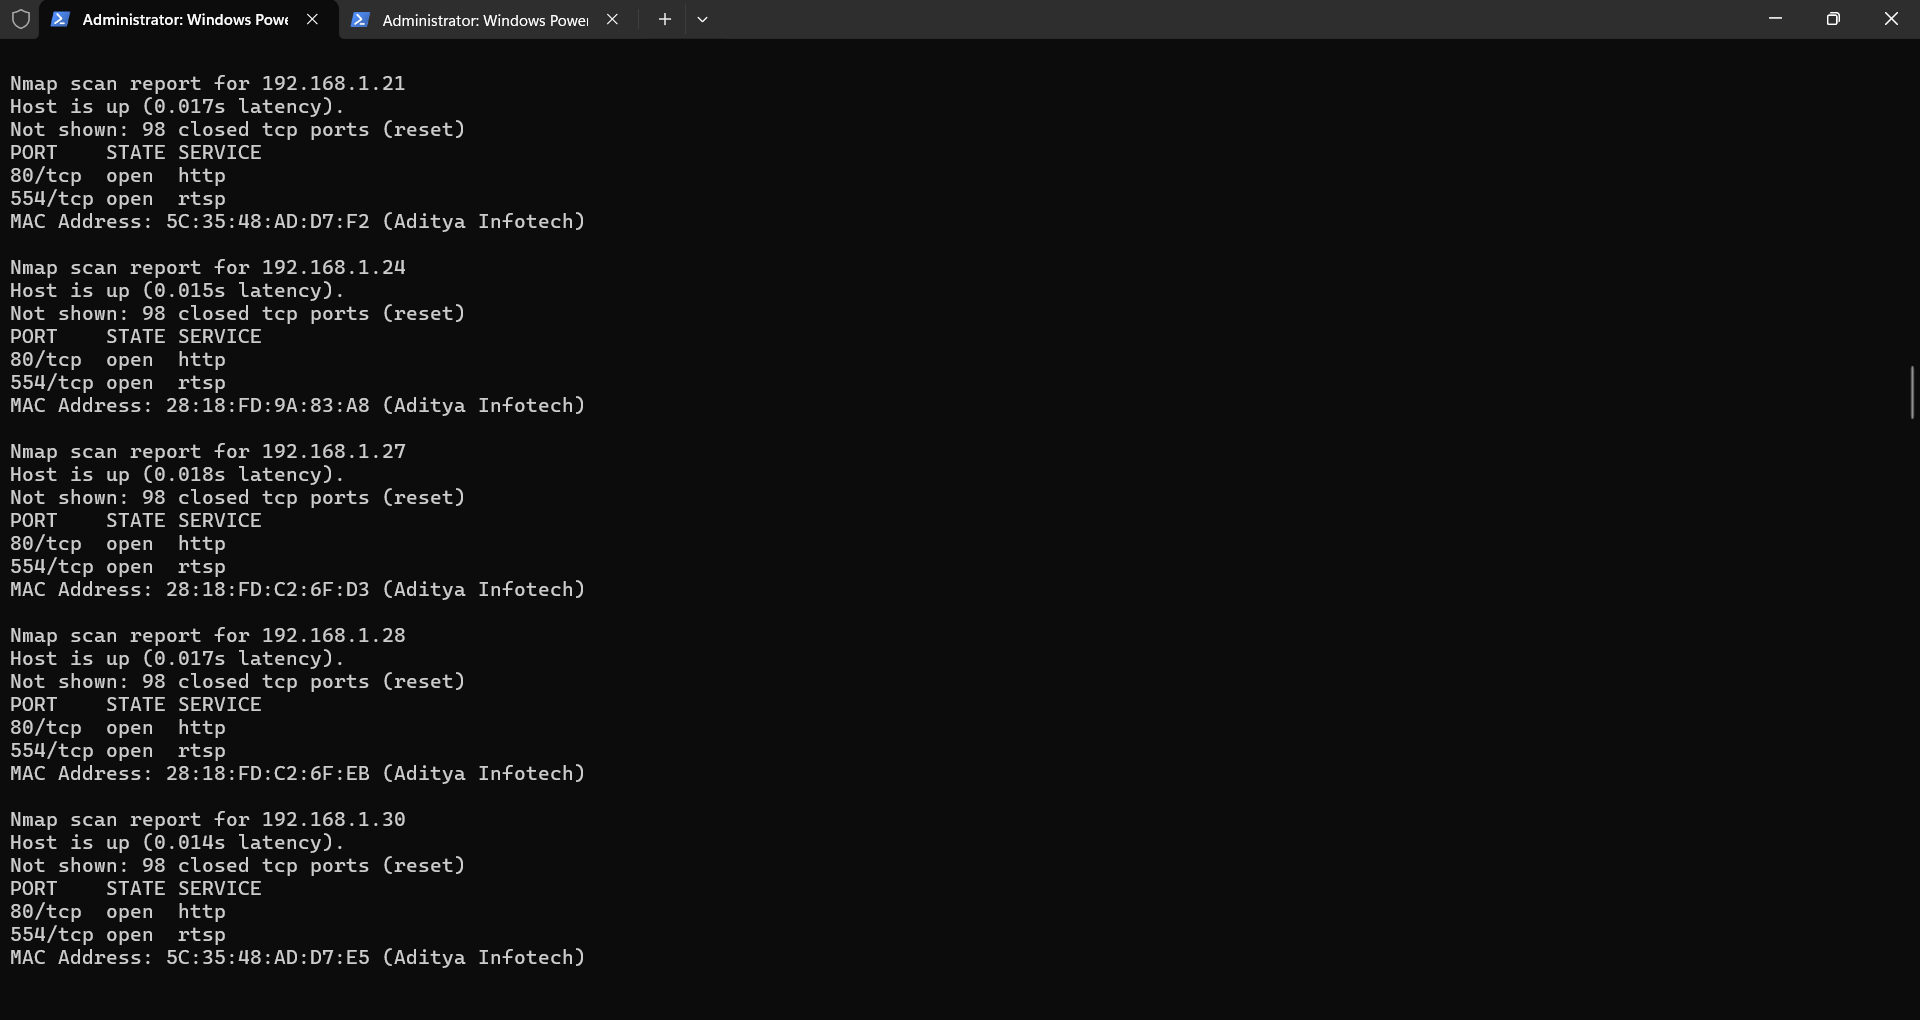 Administrator: Windows Powe
Administrator: Windows Power
Nmap scan report for 192.168.1.21
Host is up (0.017s latency).
Not shown: 98 closed tcp ports (reset)
PORT    STATE SERVICE
80/tcp  open  http
554/tcp open  rtsp
MAC Address: 5C:35:48:AD:D7:F2 (Aditya Infotech)
Nmap scan report for 192.168.1.24
Host is up (0.015s latency).
Not shown: 98 closed tcp ports (reset)
PORT    STATE SERVICE
80/tcp  open  http
554/tcp open  rtsp
MAC Address: 28:18:FD:9A:83:A8 (Aditya Infotech)
Nmap scan report for 192.168.1.27
Host is up (0.018s latency).
Not shown: 98 closed tcp ports (reset)
PORT    STATE SERVICE
80/tcp  open  http
554/tcp open  rtsp
MAC Address: 28:18:FD:C2:6F:D3 (Aditya Infotech)
Nmap scan report for 192.168.1.28
Host is up (0.017s latency).
Not shown: 98 closed tcp ports (reset)
PORT    STATE SERVICE
80/tcp  open  http
554/tcp open  rtsp
MAC Address: 28:18:FD:C2:6F:EB (Aditya Infotech)
Nmap scan report for 192.168.1.30
Host is up (0.014s latency).
Not shown: 98 closed tcp ports (reset)
PORT    STATE SERVICE
80/tcp  open  http
554/tcp open  rtsp
MAC Address: 5C:35:48:AD:D7:E5 (Aditya Infotech)